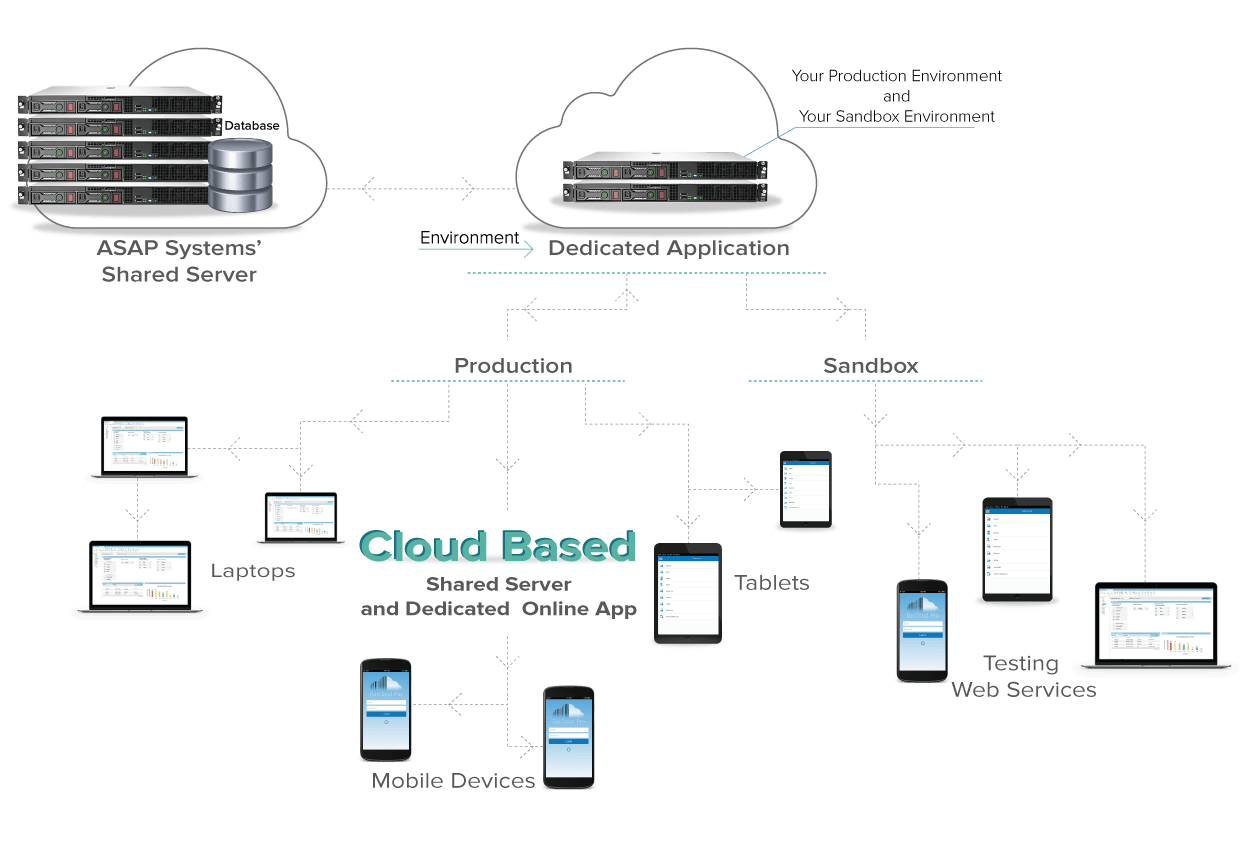 Your Production Environment
and
Your Sandbox Environment
Database
ASAP Systems’
Shared Server
Environment
Dedicated Application
Production
Sandbox
Laptops
Cloud Based
Shared Server
and Dedicated Online App
Tablets
Testing
Web Services
Mobile Devices